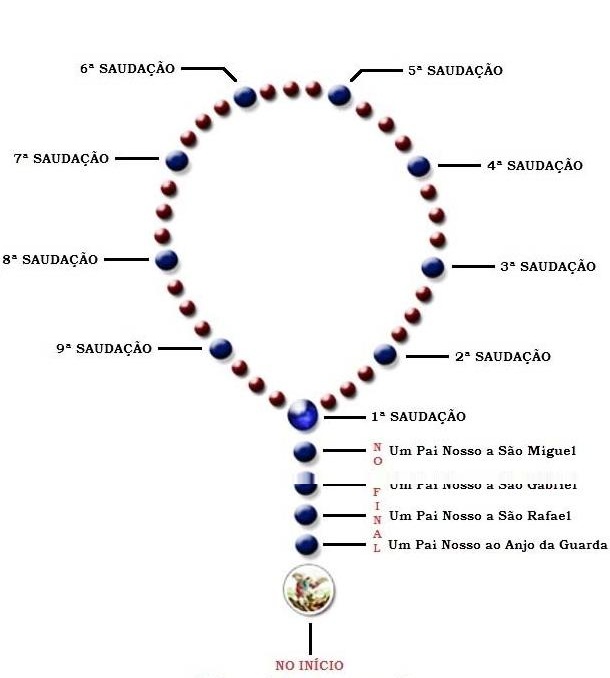 6ª SAUDAÇÃO
5ª SAUDAÇÃO
7ª SAUDAÇÃO
4ª SAUDAÇÃO
8ª SAUDAÇÃO
3ª SAUDAÇÃO
9ª SAUDAÇÃO
2ª SAUDAÇÃO
1ª SAUDAÇÃO
NO FINAL
Um Pai Nosso a São Miguel
Um Pai Nosso a São Gabriel
Um Pai Nosso a São Rafael
Um Pai Nosso ao Anjo da Guarda
NO INÍCIO